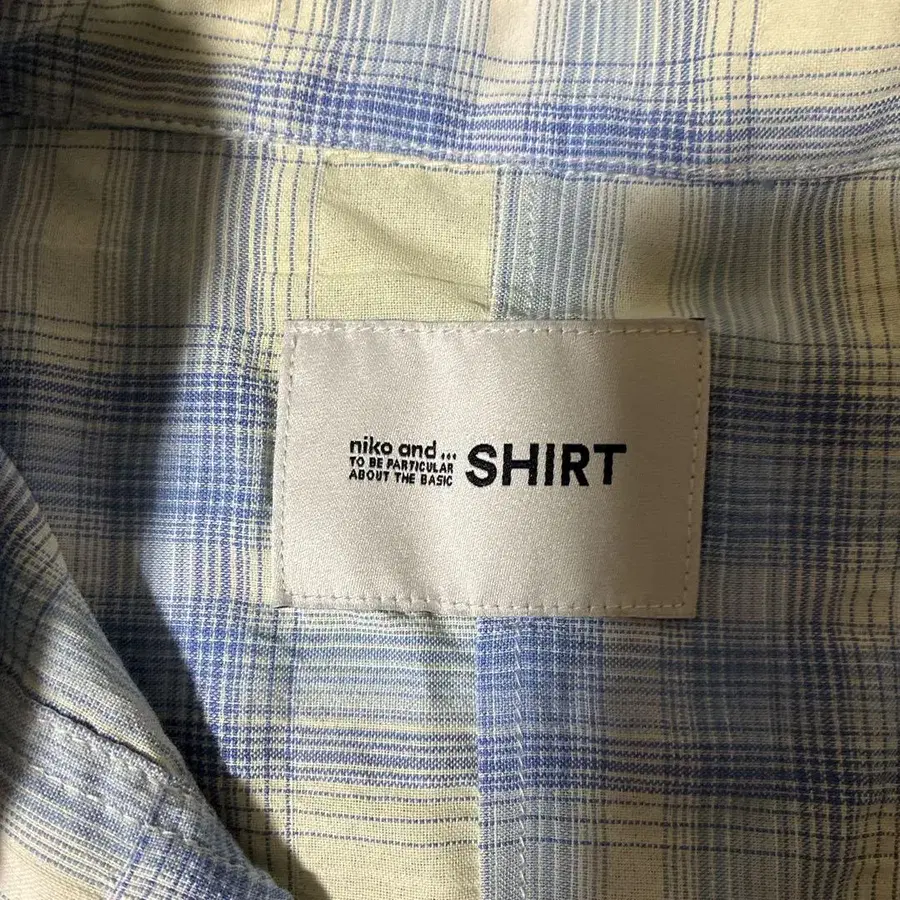 niko and ...
TO BE PARTICULAR
ABOUT THE BASIC
SHIRT